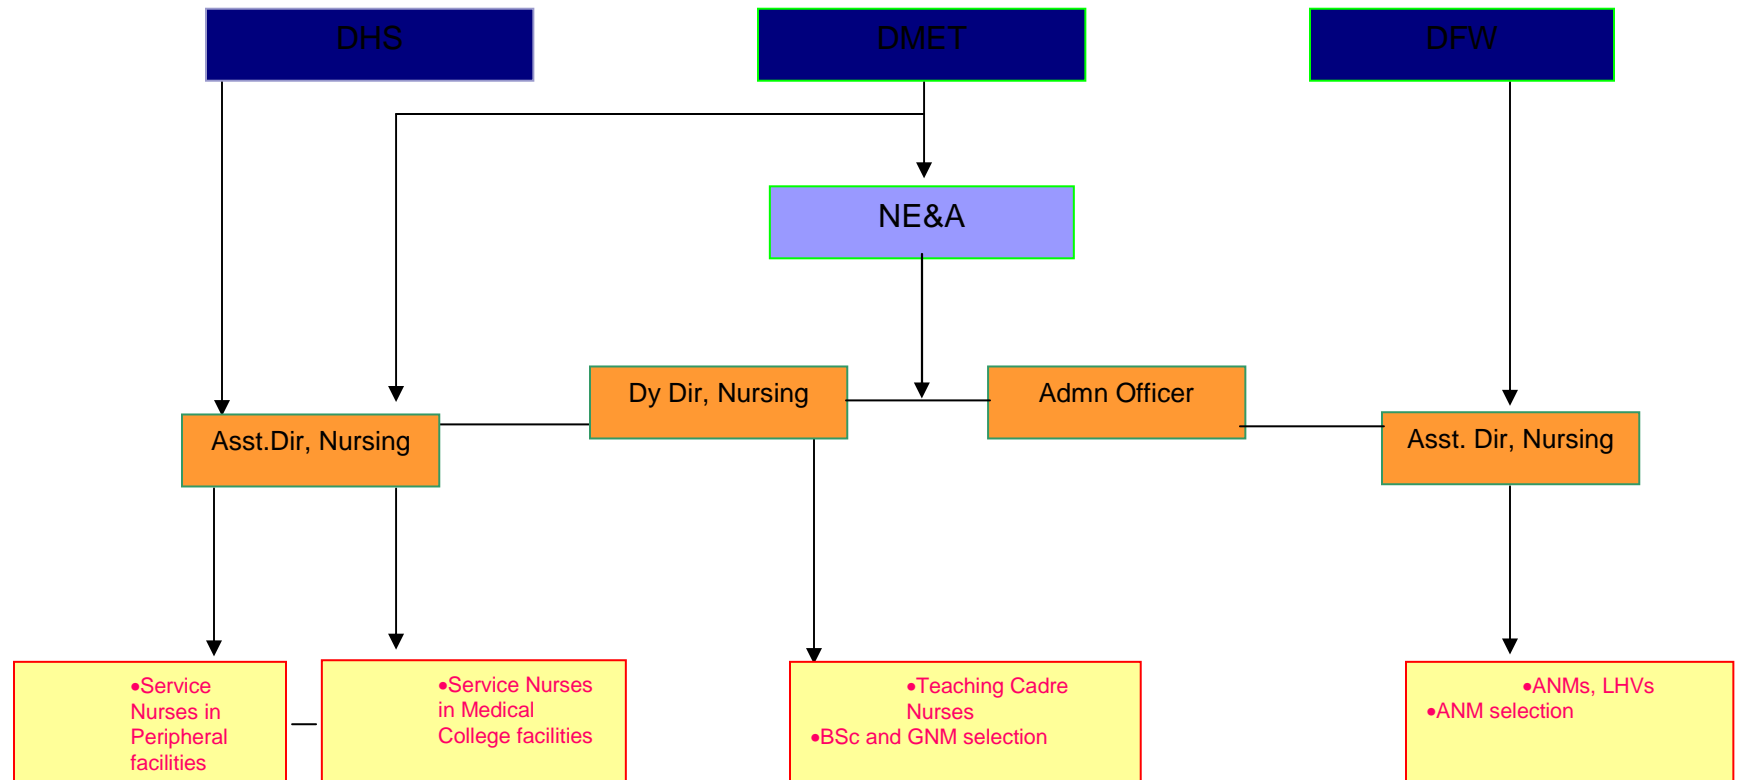 DHS
DMET
DFW
NE&A
Dy Dir, Nursing
Admn Officer
Asst.Dir, Nursing
Asst. Dir, Nursing
•Service
Nurses in
Peripheral
facilities
•Service Nurses
in Medical
College facilities
•Teaching Cadre
Nurses
•BSc and GNM selection
•ANMs, LHVs
•ANM selection